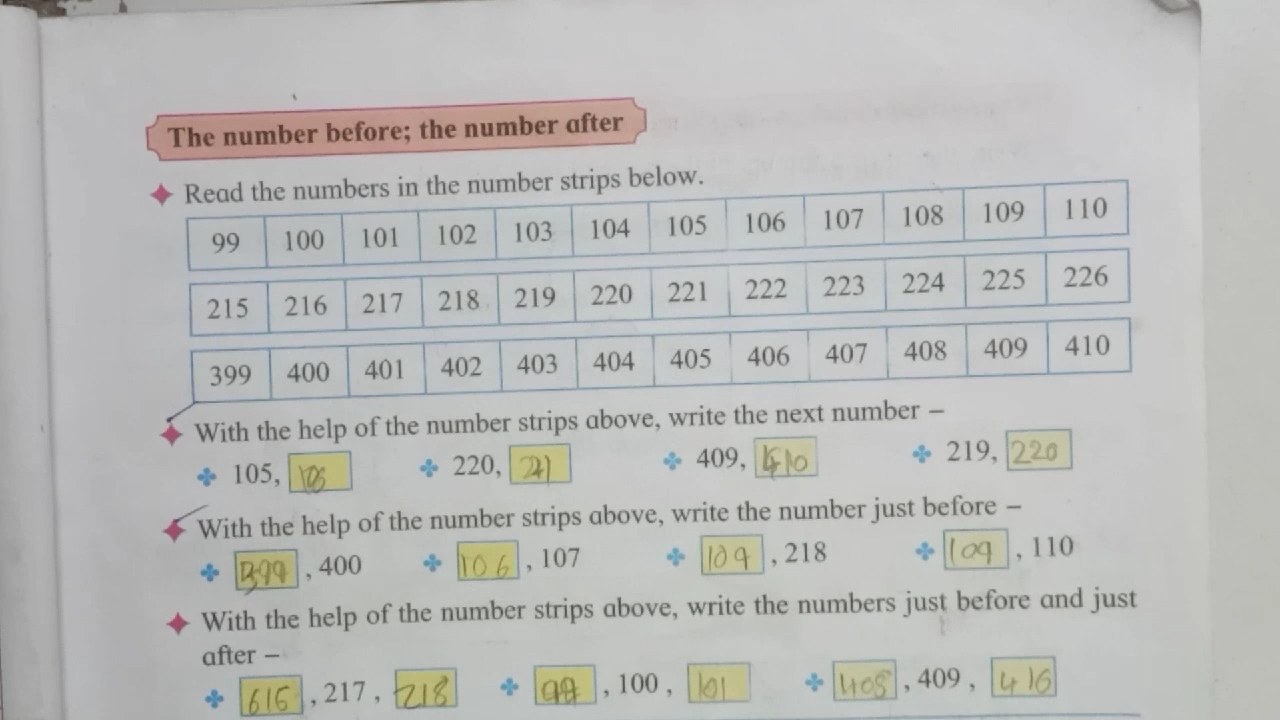 The number before; the number after
Read the numbers in the number strips below.
99 100 101 102 103 104 105 106 107 108 109 110
215 216 217 218 219 220 221 222 223 224 225 226
399 400 401 402 403 404 405 406 407 408 409 410
With the help of the number strips above, write the next number –
105, 220, 409, 410 219, 220
With the help of the number strips above, write the number just before –
399 , 400 106 , 107 109 , 218 109 , 110
With the help of the number strips above, write the numbers just before and just
after –
616 , 217 , 218 99 , 100 , 101 408 , 409 , 416